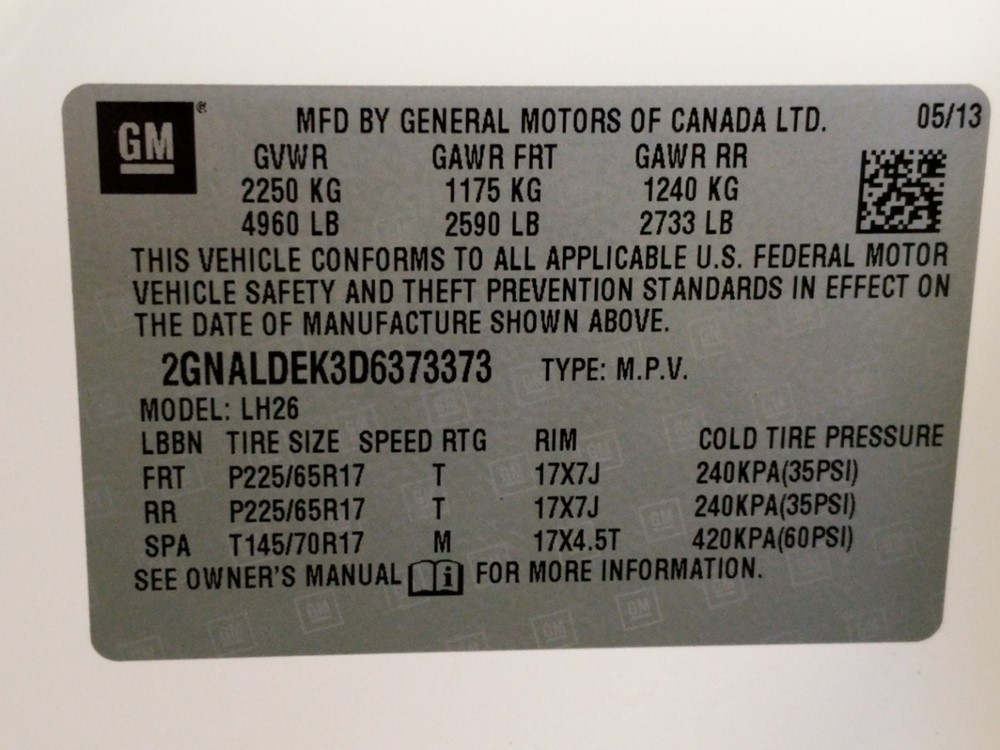 GM® MFD BY GENERAL MOTORS OF CANADA LTD. 05/13
GVWR GAWR FRT GAWR RR
2250 KG 1175 KG 1240 KG
4960 LB 2590 LB 2733 LB
THIS VEHICLE CONFORMS TO ALL APPLICABLE U.S. FEDERAL MOTOR
VEHICLE SAFETY AND THEFT PREVENTION STANDARDS IN EFFECT ON
THE DATE OF MANUFACTURE SHOWN ABOVE.
2GNALDEK3D6373373 TYPE: M.P.V.
MODEL: LH26
LBBN TIRE SIZE SPEED RTG RIM COLD TIRE PRESSURE
FRT P225/65R17 T 17X7J 240KPA(35PSI)
RR P225/65R17 T 17X7J 240KPA(35PSI)
SPA T145/70R17 M 17X4.5T 420KPA(60PSI)
SEE OWNER'S MANUAL i FOR MORE INFORMATION.